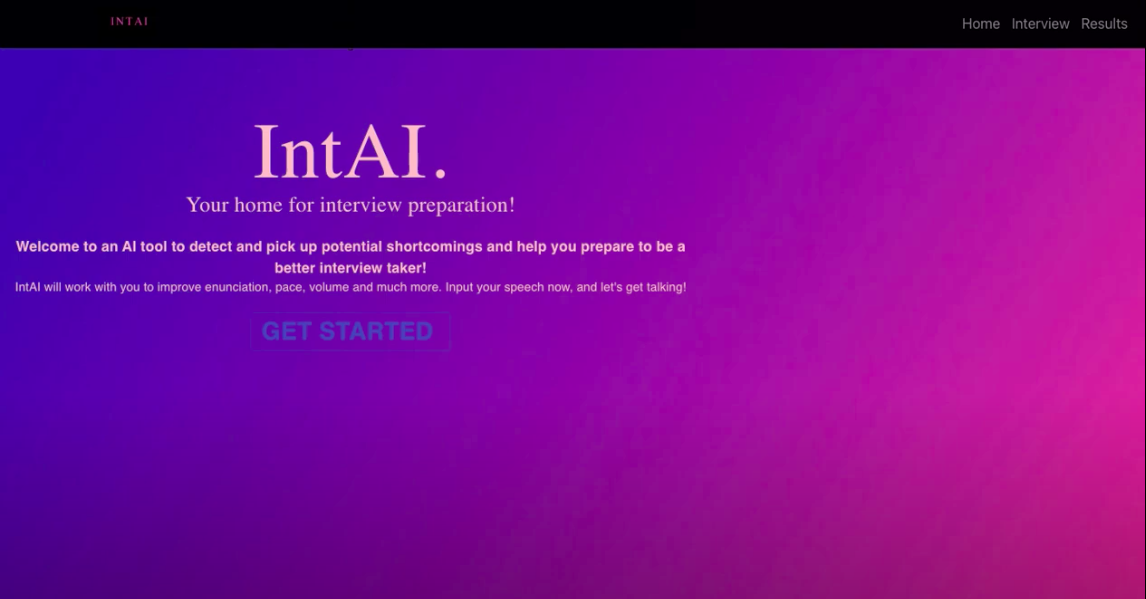 INTAI
Home Interview Results
IntAI.
Your home for interview preparation!
Welcome to an AI tool to detect and pick up potential shortcomings and help you prepare to be a
better interview taker!
IntAI will work with you to improve enunciation, pace, volume and much more. Input your speech now, and let's get talking!
GET STARTED